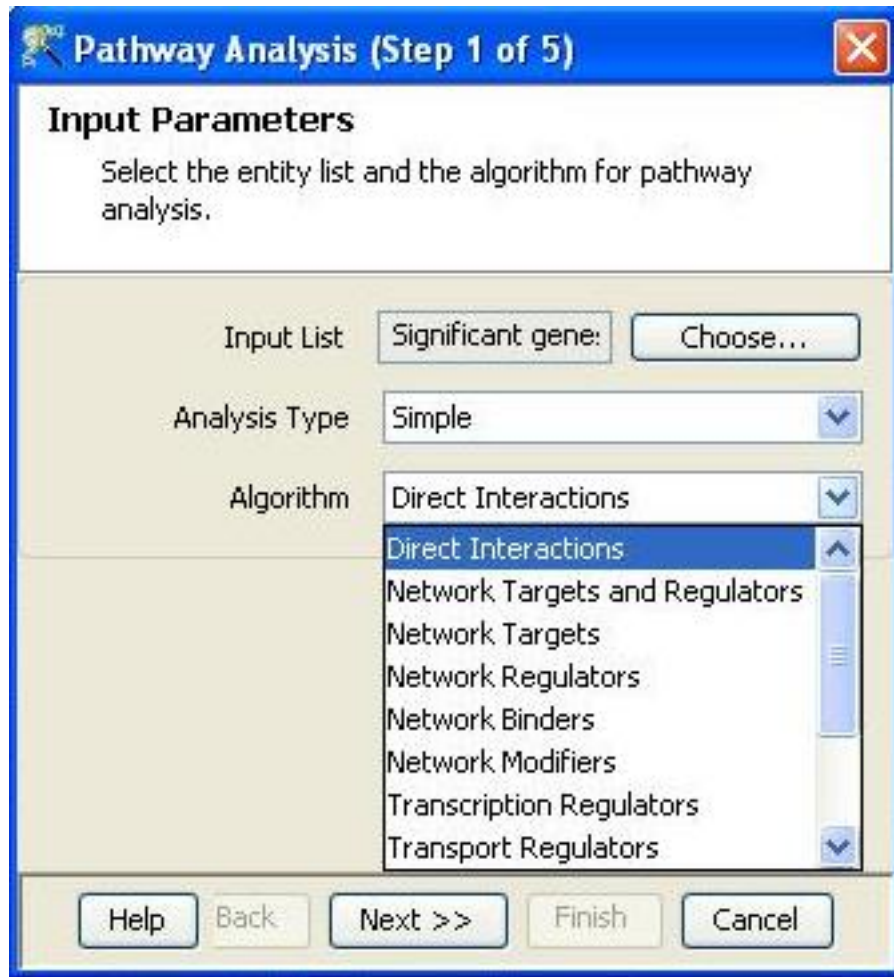 Pathway Analysis (Step 1 of 5)
Input Parameters
Select the entity list and the algorithm for pathway
analysis.
Input List Significant gene: Choose...
Analysis Type Simple
Algorithm Direct Interactions
Direct Interactions
Network Targets and Regulators
Network Targets
Network Regulators
Network Binders
Network Modifiers
Transcription Regulators
Transport Regulators
Help Back Next >> Finish Cancel